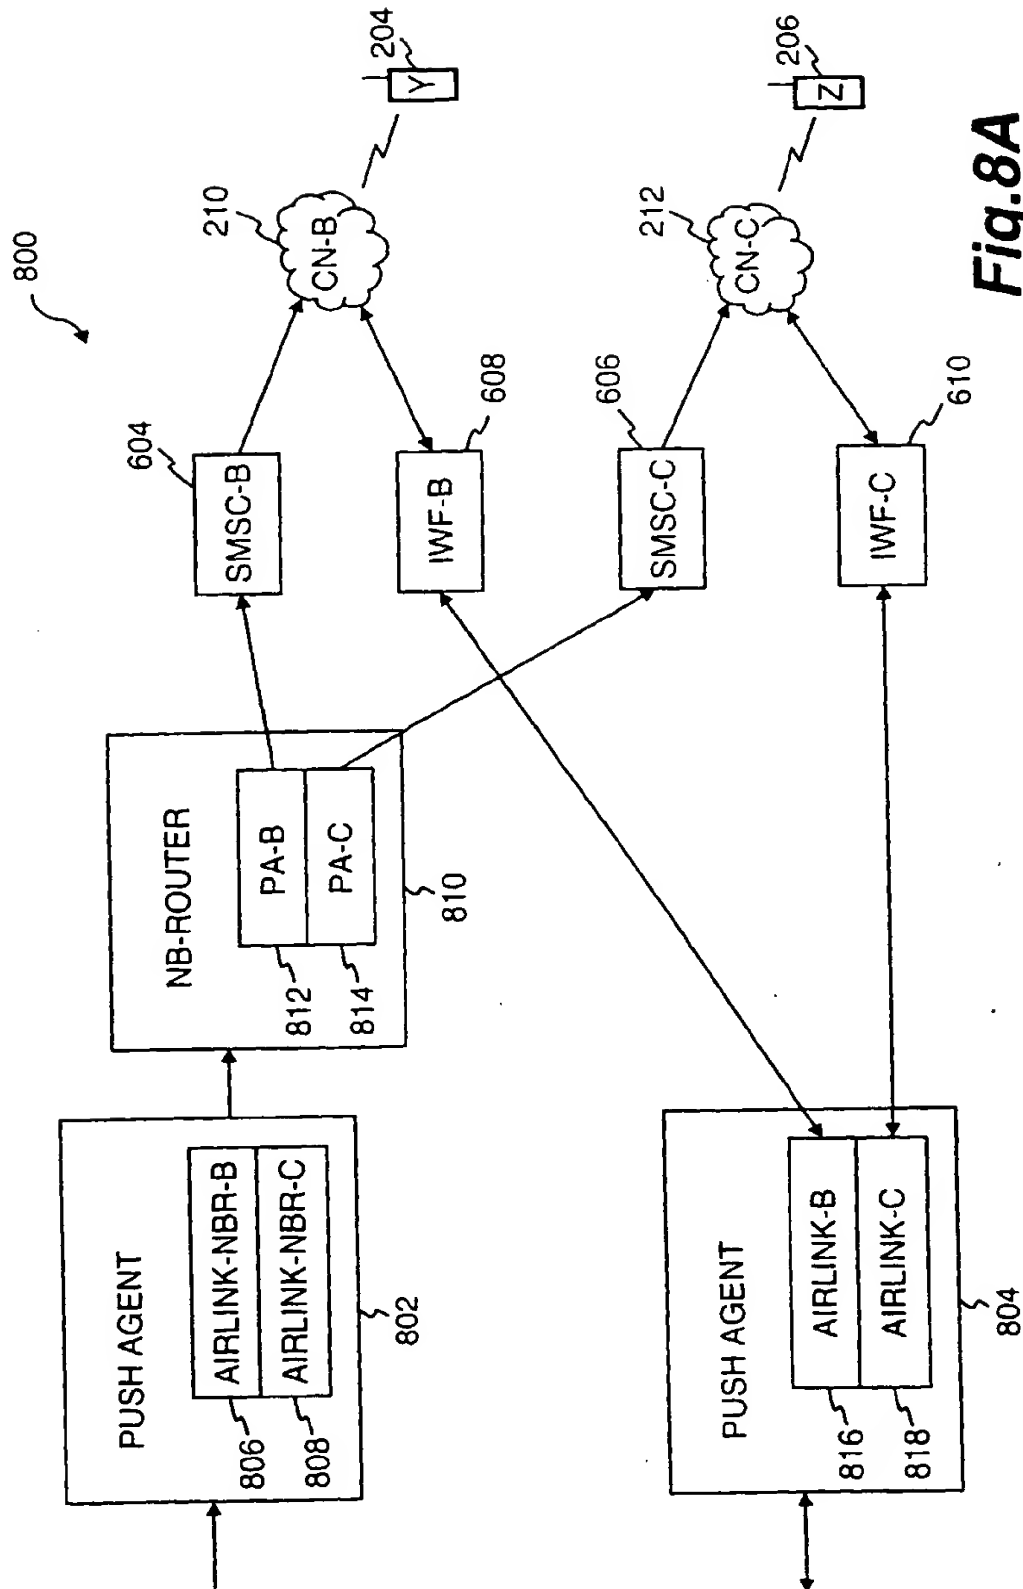 800
PUSH AGENT
AIRLINK-NBR-B
AIRLINK-NBR-C
806
808
802
NB-ROUTER
PA-B
PA-C
812
814
810
SMSC-B
604
IWF-B
608
CN-B
210
Y
204
PUSH AGENT
AIRLINK-B
AIRLINK-C
816
818
804
SMSC-C
606
IWF-C
610
CN-C
212
Z
206
Fig.8A